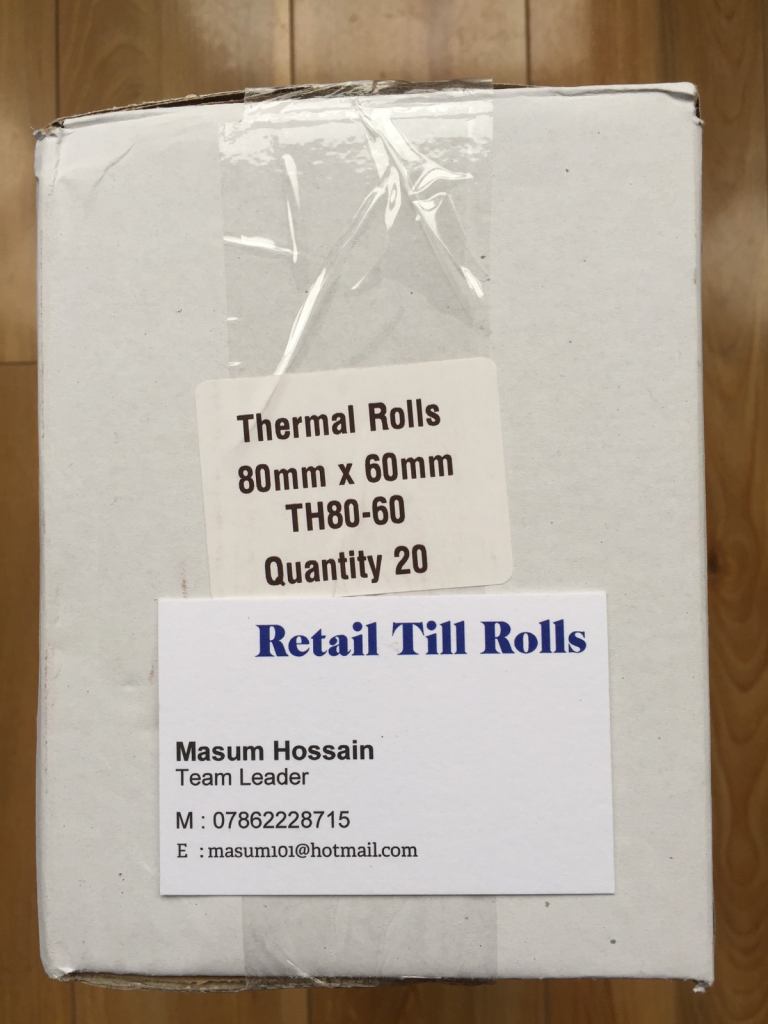 Thermal Rolls
80mm x 60mm
TH80-60
Quantity 20
Retail Till Rolls
Masum Hossain
Team Leader
M : 07862228715
E : masum101@hotmail.com